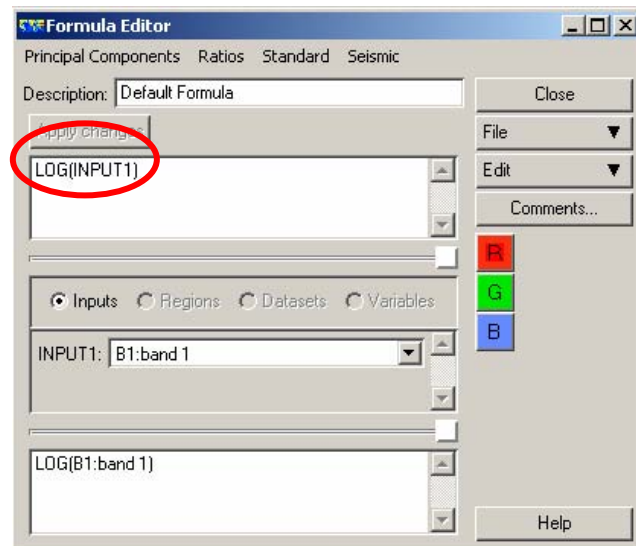 Formula Editor
Principal Components Ratios Standard Seismic
Description: Default Formula
Close
Apply changes
File
LOG(INPUT1)
Edit
Comments...
R
G
B
Inputs Regions Datasets Variables
INPUT1: B1:band 1
LOG(B1:band 1)
Help